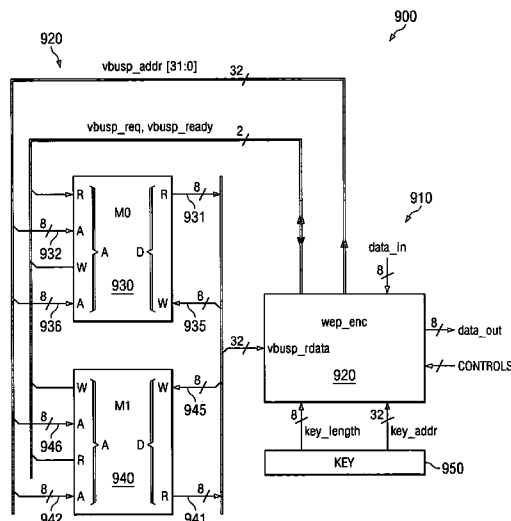 920
900
vbusp_addr [31:0]
32
vbusp_req, vbusp_ready
2
R
M0
R
8
931
910
8
A
932
A
D
data_in
8
W
930
8
A
936
W
8
935
wep_enc
8
data_out
32
vbusp_rdata
920
CONTROLS
W
M1
W
8
945
8
A
946
A
D
8
key_length
32
key_addr
R
940
KEY
950
8
A
942
R
8
941